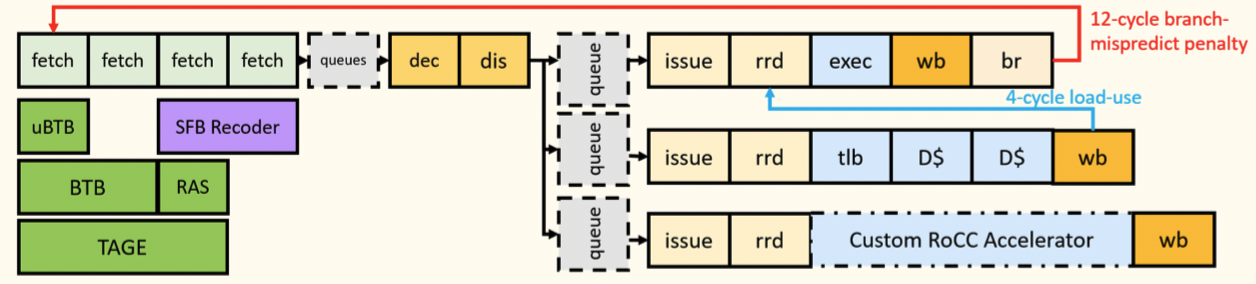 12-cycle branch-
mispredict penalty
fetch fetch fetch fetch queues dec dis queue issue rrd exec wb br
4-cycle load-use
uBTB SFB Recoder
queue issue rrd tlb D$ D$ wb
BTB RAS
TAGE
queue issue rrd Custom RoCC Accelerator wb